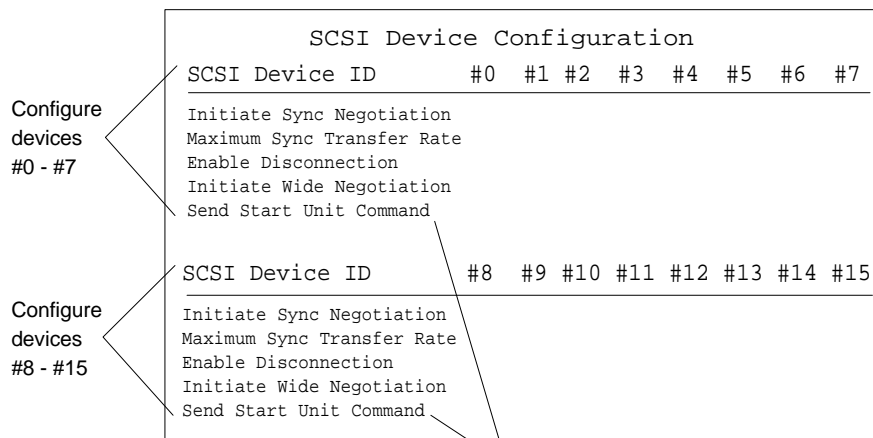 SCSI Device Configuration
SCSI Device ID #0 #1 #2 #3 #4 #5 #6 #7
Configure
devices
#0 - #7
Initiate Sync Negotiation
Maximum Sync Transfer Rate
Enable Disconnection
Initiate Wide Negotiation
Send Start Unit Command
SCSI Device ID #8 #9 #10 #11 #12 #13 #14 #15
Configure
devices
#8 - #15
Initiate Sync Negotiation
Maximum Sync Transfer Rate
Enable Disconnection
Initiate Wide Negotiation
Send Start Unit Command